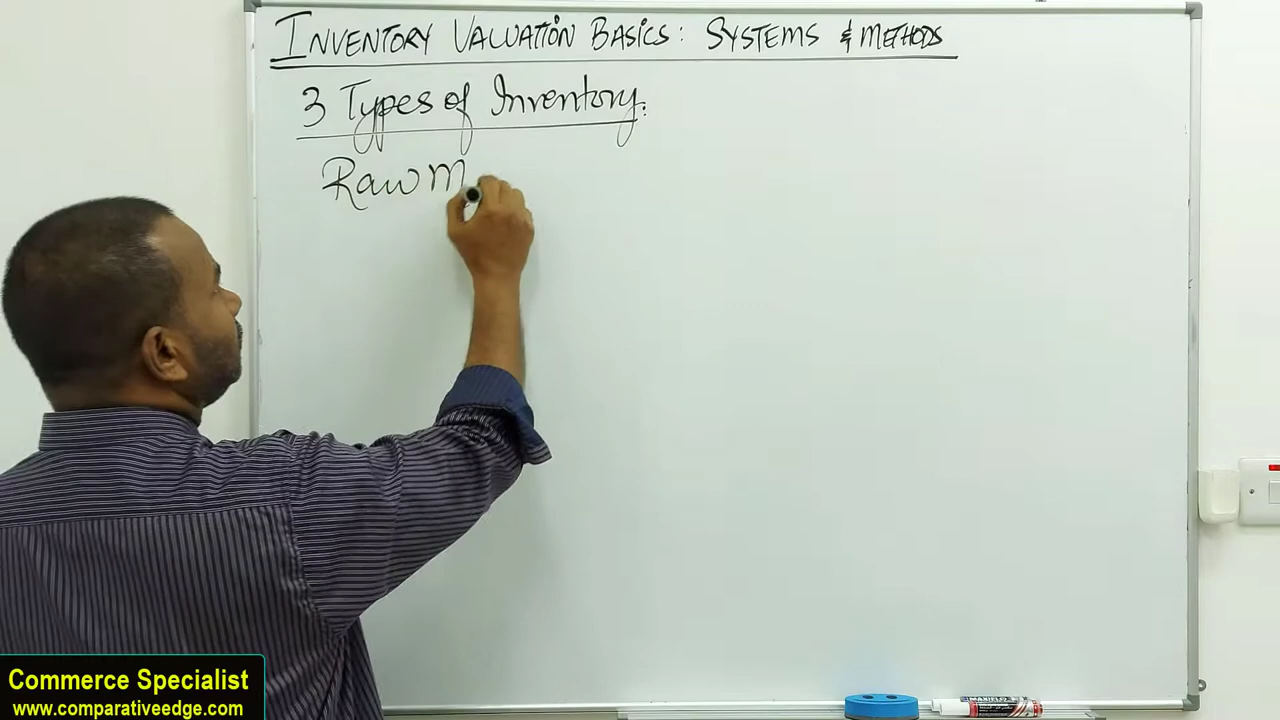 INVENTORY VALUATION BASICS: SYSTEMS & METHODS
3 Types of Inventory:
Raw M
Commerce Specialist
www.comparativeedge.com